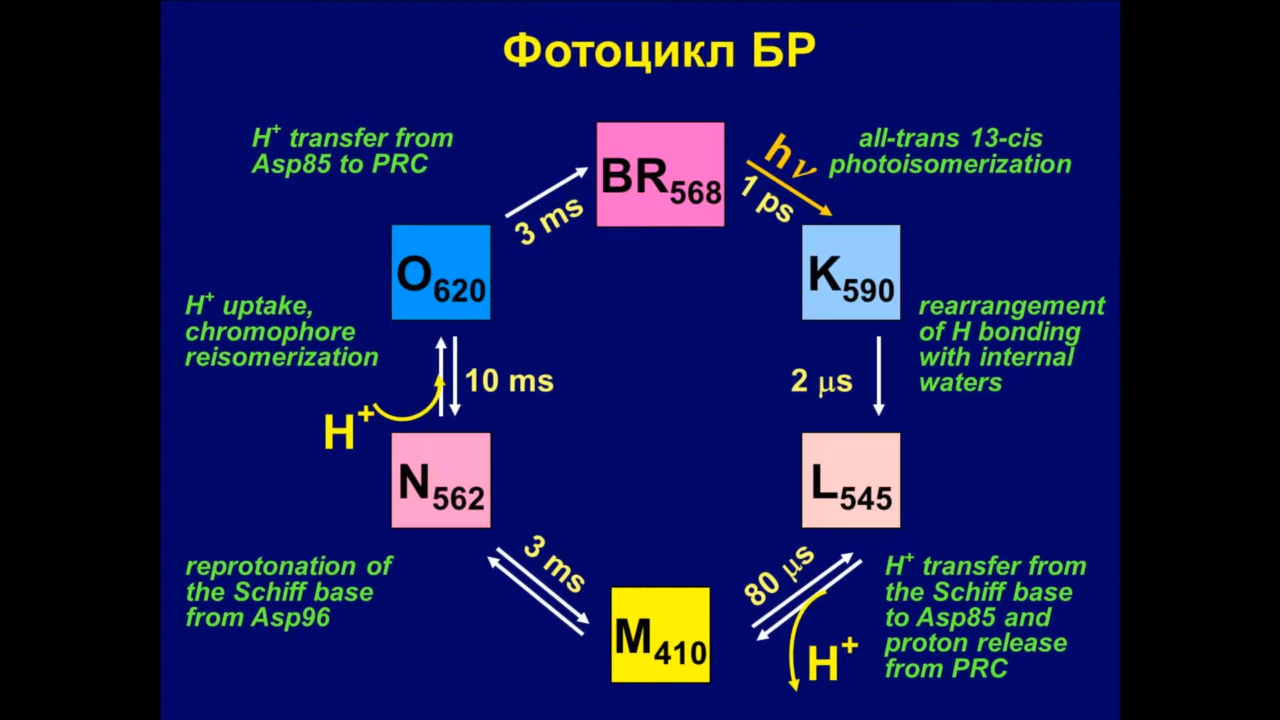 Фотоцикл БР
H⁺ transfer from
Asp85 to PRC
BR₅₆₈
hν
1 ps
all-trans 13-cis
photoisomerization
3 ms
O₆₂₀
K₅₉₀
H⁺ uptake,
chromophore
reisomerization
10 ms
2 μs
rearrangement
of H bonding
with internal
waters
H⁺
N₅₆₂
L₅₄₅
reprotonation of
the Schiff base
from Asp96
3 ms
M₄₁₀
80 μs
H⁺
H⁺ transfer from
the Schiff base
to Asp85 and
proton release
from PRC